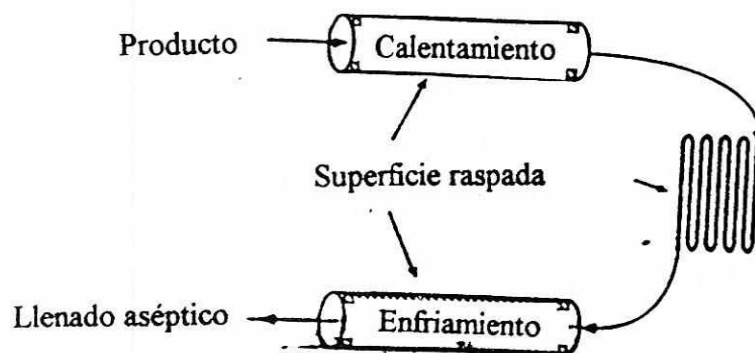 Producto
Calentamiento
Superficie raspada
Llenado aséptico
Enfriamiento